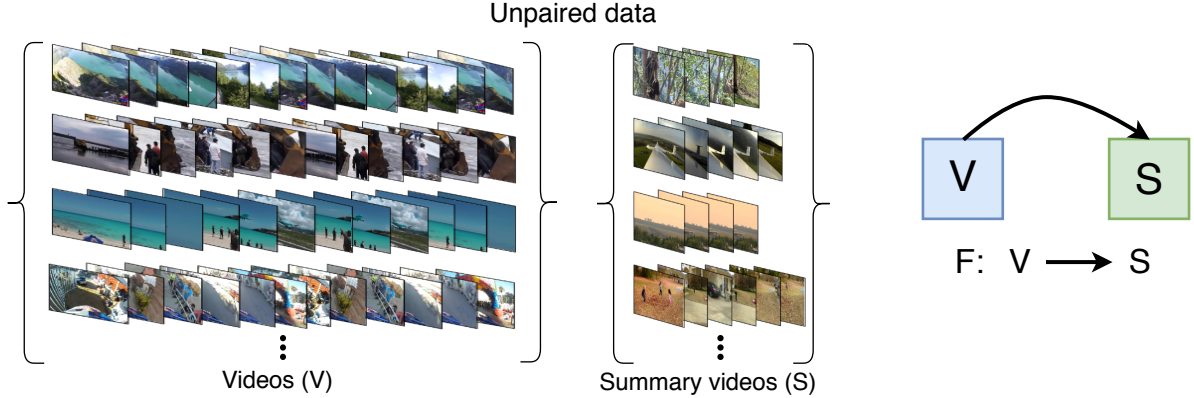 Unpaired data
Videos (V)
Summary videos (S)
V
S
F: V S